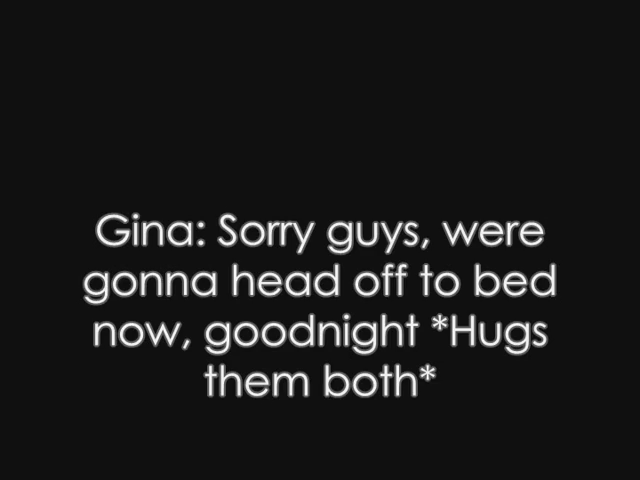 Gina: Sorry guys, were
gonna head off to bed
now, goodnight *Hugs
them both*